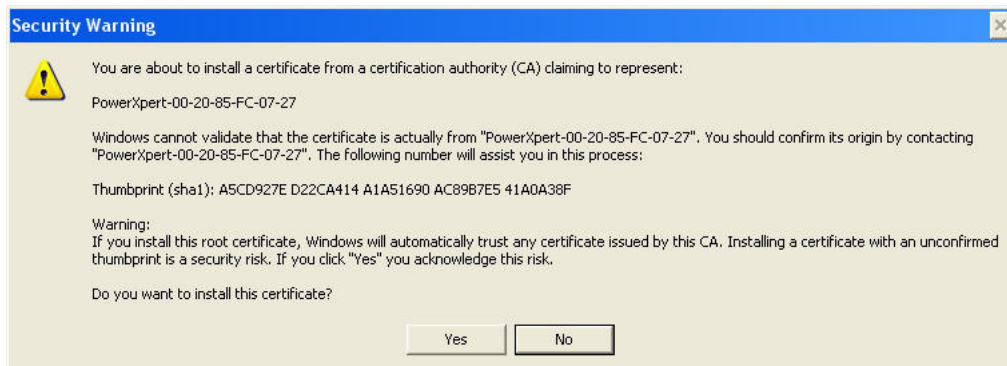 Security Warning
You are about to install a certificate from a certification authority (CA) claiming to represent:
PowerXpert-00-20-85-FC-07-27
Windows cannot validate that the certificate is actually from "PowerXpert-00-20-85-FC-07-27". You should confirm its origin by contacting
"PowerXpert-00-20-85-FC-07-27". The following number will assist you in this process:
Thumbprint (sha1): A5CD927E D22CA414 A1A51690 AC89B7E5 41A0A38F
Warning:
If you install this root certificate, Windows will automatically trust any certificate issued by this CA. Installing a certificate with an unconfirmed
thumbprint is a security risk. If you click "Yes" you acknowledge this risk.
Do you want to install this certificate?
Yes
No